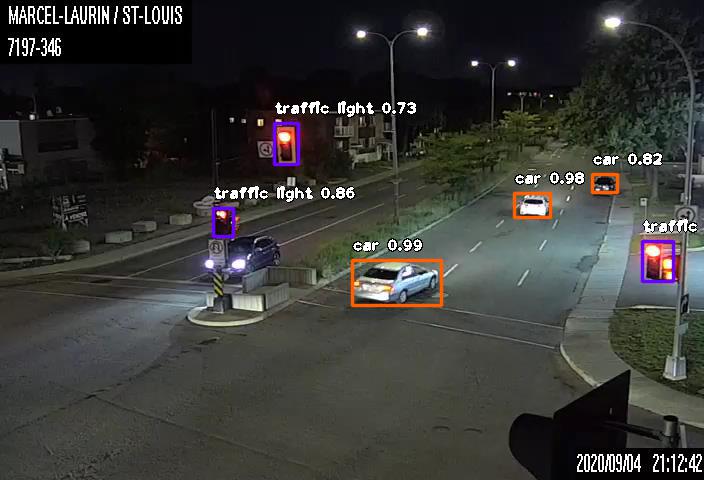 MARCEL-LAURIN / ST-LOUIS
7197-346
traffic light 0.73
car 0.82
car 0.98
traffic light 0.86
traffic
car 0.99
2020/09/04 21:12:42